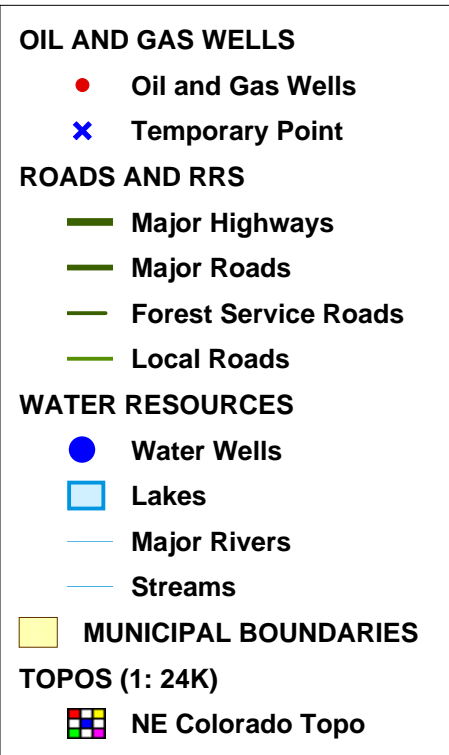 OIL AND GAS WELLS
Oil and Gas Wells
Temporary Point
ROADS AND RRS
Major Highways
Major Roads
Forest Service Roads
Local Roads
WATER RESOURCES
Water Wells
Lakes
Major Rivers
Streams
MUNICIPAL BOUNDARIES
TOPOS (1: 24K)
NE Colorado Topo